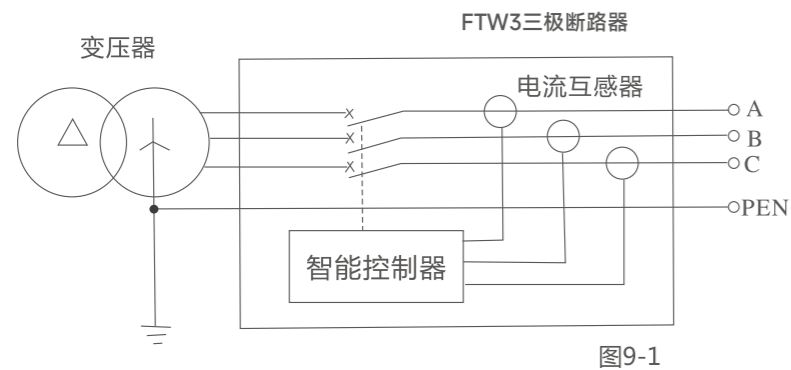 FTW3三极断路器
变压器
电流互感器
A
B
C
PEN
智能控制器
图9-1